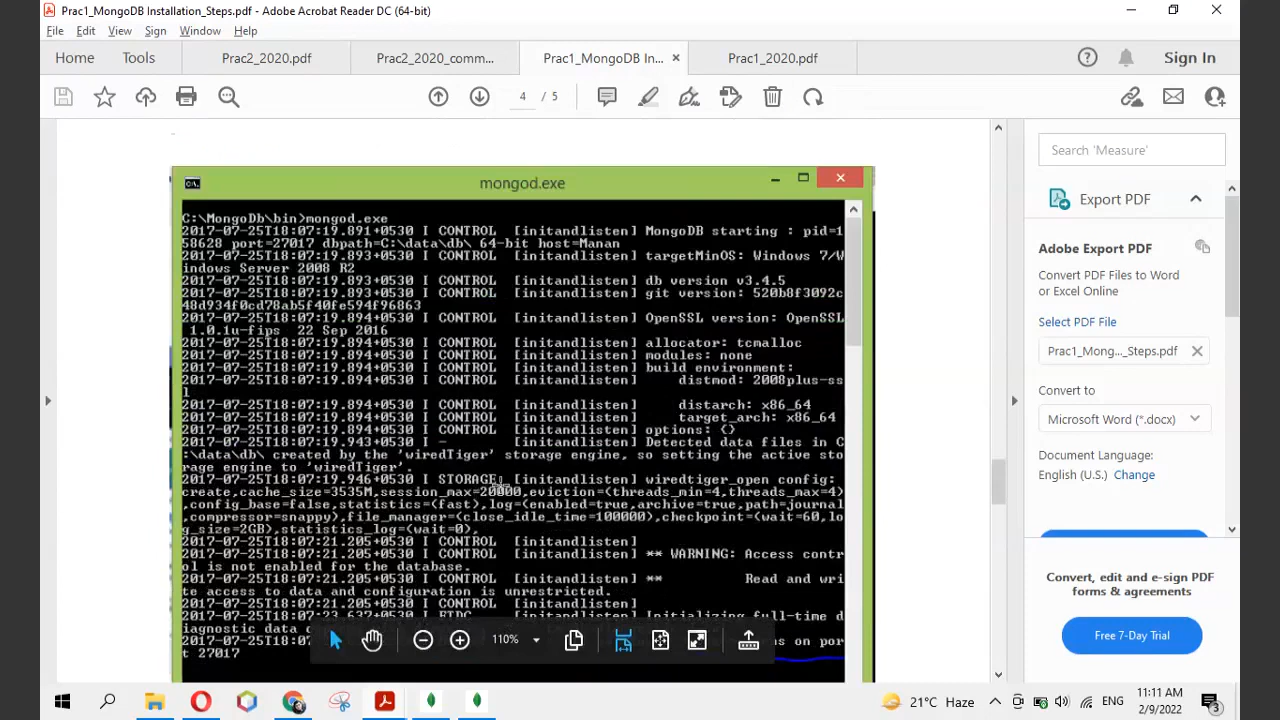 Prac1_MongoDB Installation_Steps.pdf - Adobe Acrobat Reader DC (64-bit)
File Edit View Sign Window Help
Home Tools Prac2_2020.pdf Prac2_2020_comm... Prac1_MongoDB In... Prac1_2020.pdf Sign In
4 / 5
mongod.exe
C:\MongoDb\bin>mongod.exe
2017-07-25T18:07:19.891+0530 I CONTROL [initandlisten] MongoDB starting : pid=1
58628 port=27017 dbpath=C:\data\db\ 64-bit host=Manan
2017-07-25T18:07:19.893+0530 I CONTROL [initandlisten] targetMinOS: Windows 7/W
indows Server 2008 R2
2017-07-25T18:07:19.893+0530 I CONTROL [initandlisten] db version v3.4.5
2017-07-25T18:07:19.893+0530 I CONTROL [initandlisten] git version: 520b8f3092c
48d934f0cd78ab5f40fe594f96863
2017-07-25T18:07:19.893+0530 I CONTROL [initandlisten] OpenSSL version: OpenSSL
1.0.1u-fips 22 Sep 2016
2017-07-25T18:07:19.894+0530 I CONTROL [initandlisten] allocator: tcmalloc
2017-07-25T18:07:19.894+0530 I CONTROL [initandlisten] modules: none
2017-07-25T18:07:19.894+0530 I CONTROL [initandlisten] build environment:
2017-07-25T18:07:19.894+0530 I CONTROL [initandlisten] distmod: 2008plus-ss
l
2017-07-25T18:07:19.894+0530 I CONTROL [initandlisten] distarch: x86_64
2017-07-25T18:07:19.894+0530 I CONTROL [initandlisten] target_arch: x86_64
2017-07-25T18:07:19.894+0530 I CONTROL [initandlisten] options: {}
2017-07-25T18:07:19.943+0530 I - [initandlisten] Detected data files in C
:\data\db\ created by the 'wiredTiger' storage engine, so setting the active sto
rage engine to 'wiredTiger'.
2017-07-25T18:07:19.946+0530 I STORAGE [initandlisten] wiredtiger_open config:
create,cache_size=3535M,session_max=20000,eviction=(threads_min=4,threads_max=4)
,config_base=false,statistics=(fast),log=(enabled=true,archive=true,path=journal
,compressor=snappy),file_manager=(close_idle_time=100000),checkpoint=(wait=60,lo
g_size=2GB),statistics_log=(wait=0),
2017-07-25T18:07:21.205+0530 I CONTROL [initandlisten]
2017-07-25T18:07:21.205+0530 I CONTROL [initandlisten] ** WARNING: Access contr
ol is not enabled for the database.
2017-07-25T18:07:21.205+0530 I CONTROL [initandlisten] ** Read and wri
te access to data and configuration is unrestricted.
2017-07-25T18:07:21.205+0530 I CONTROL [initandlisten]
2017-07-25T18:07:23.637+0530 I FTDC [initandlisten] Initializing full-time d
iagnostic data
2017-07-25T18:0 s on por
t 27017
110%
Search 'Measure'
Export PDF
Adobe Export PDF
Convert PDF Files to Word
or Excel Online
Select PDF File
Prac1_Mong..._Steps.pdf
Convert to
Microsoft Word (*.docx)
Document Language:
English (U.S.) Change
Convert, edit and e-sign PDF
forms & agreements
Free 7-Day Trial
21°C Haze ENG 11:11 AM
2/9/2022
3